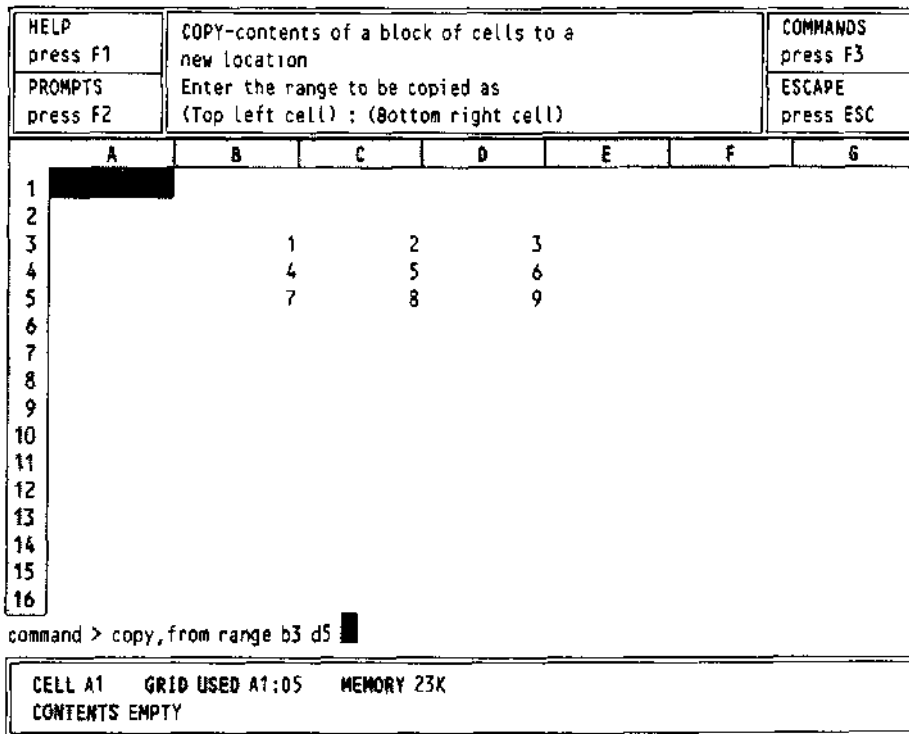 HELP
press F1
COPY-contents of a block of cells to a
new location
COMMANDS
press F3
PROMPTS
press F2
Enter the range to be copied as
(Top left cell) : (Bottom right cell)
ESCAPE
press ESC
A B C D E F G
1
2
3 1 2 3
4 4 5 6
5 7 8 9
6
7
8
9
10
11
12
13
14
15
16
command > copy,from range b3 d5
CELL A1 GRID USED A1:05 MEMORY 23K
CONTENTS EMPTY